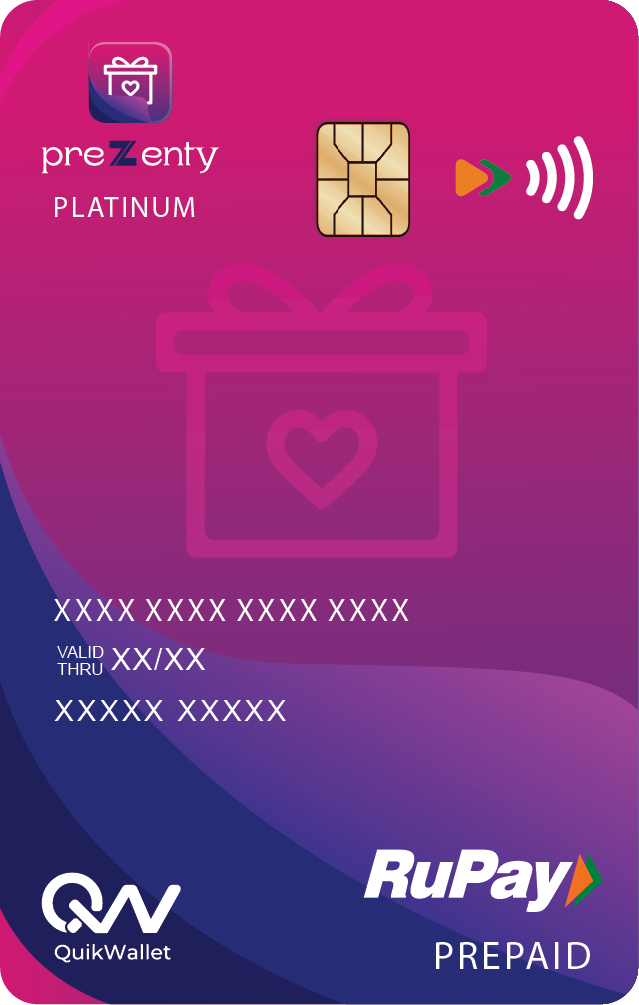 preZenty
PLATINUM
XXXX XXXX XXXX XXXX
VALID
THRU XX/XX
XXXXX XXXXX
QW
QuikWallet
RuPay
PREPAID